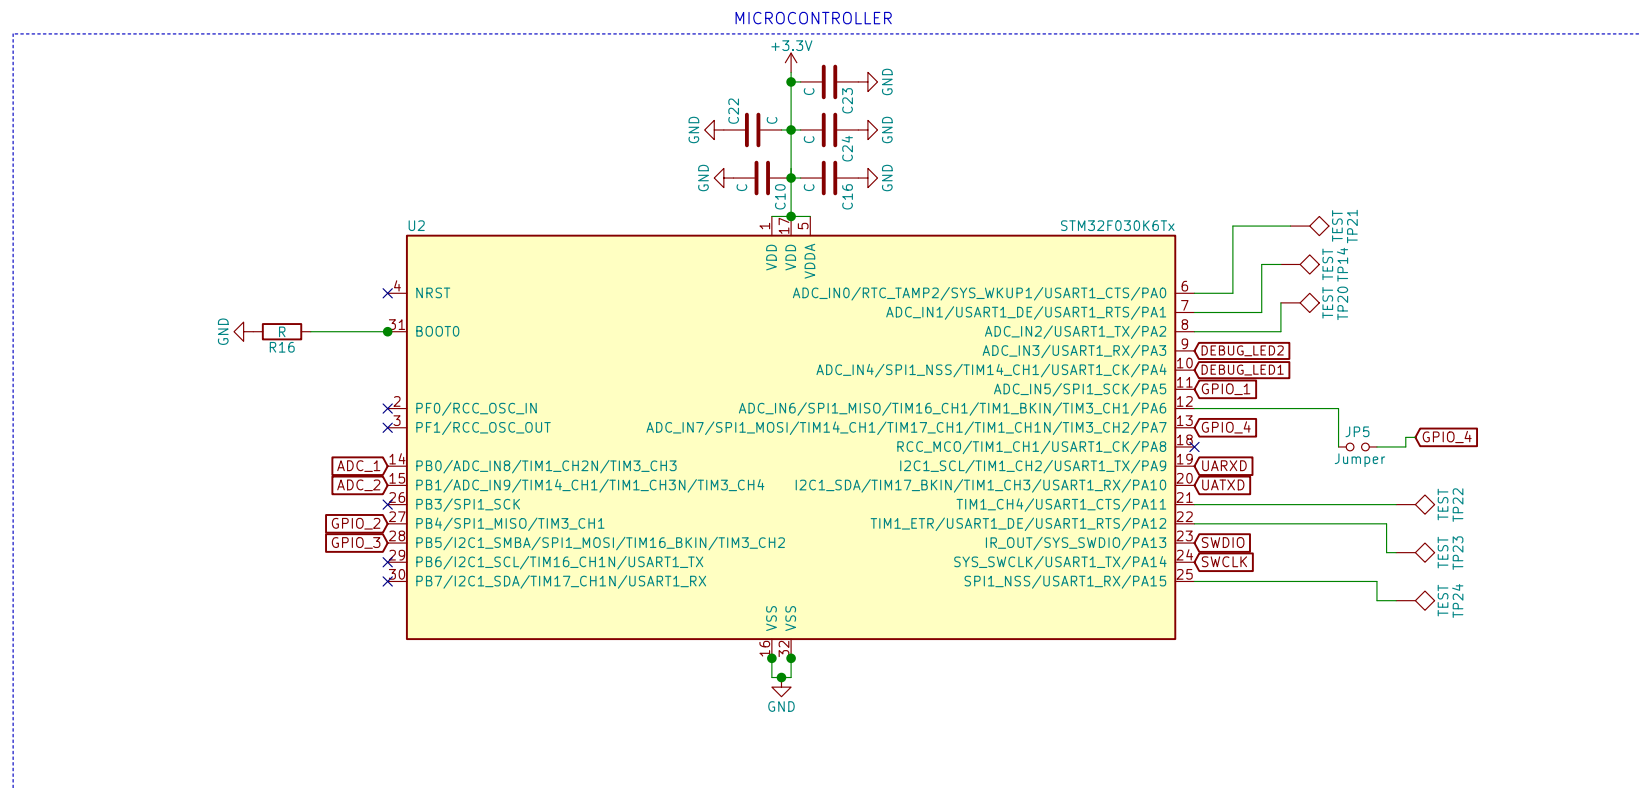 MICROCONTROLLER
+3.3V
C
C23
GND
GND
C22
C
C
C24
GND
GND
C
C10
C
C16
GND
U2
STM32F030K6Tx
1
17
5
VDD
VDD
VDDA
4
NRST
GND
R
R16
31
BOOT0
2
PF0/RCC_OSC_IN
3
PF1/RCC_OSC_OUT
ADC_1
14
PB0/ADC_IN8/TIM1_CH2N/TIM3_CH3
ADC_2
15
PB1/ADC_IN9/TIM14_CH1/TIM1_CH3N/TIM3_CH4
26
PB3/SPI1_SCK
GPIO_2
27
PB4/SPI1_MISO/TIM3_CH1
GPIO_3
28
PB5/I2C1_SMBA/SPI1_MOSI/TIM16_BKIN/TIM3_CH2
29
PB6/I2C1_SCL/TIM16_CH1N/USART1_TX
30
PB7/I2C1_SDA/TIM17_CH1N/USART1_RX
ADC_IN0/RTC_TAMP2/SYS_WKUP1/USART1_CTS/PA0
6
TEST
TP21
ADC_IN1/USART1_DE/USART1_RTS/PA1
7
TEST
TP14
ADC_IN2/USART1_TX/PA2
8
TEST
TP20
ADC_IN3/USART1_RX/PA3
9
DEBUG_LED2
ADC_IN4/SPI1_NSS/TIM14_CH1/USART1_CK/PA4
10
DEBUG_LED1
ADC_IN5/SPI1_SCK/PA5
11
GPIO_1
ADC_IN6/SPI1_MISO/TIM16_CH1/TIM1_BKIN/TIM3_CH1/PA6
12
JP5
Jumper
GPIO_4
ADC_IN7/SPI1_MOSI/TIM14_CH1/TIM17_CH1/TIM1_CH1N/TIM3_CH2/PA7
13
GPIO_4
RCC_MCO/TIM1_CH1/USART1_CK/PA8
18
I2C1_SCL/TIM1_CH2/USART1_TX/PA9
19
UARXD
I2C1_SDA/TIM17_BKIN/TIM1_CH3/USART1_RX/PA10
20
UATXD
TIM1_CH4/USART1_CTS/PA11
21
TEST
TP22
TIM1_ETR/USART1_DE/USART1_RTS/PA12
22
TEST
TP23
IR_OUT/SYS_SWDIO/PA13
23
SWDIO
SYS_SWCLK/USART1_TX/PA14
24
SWCLK
SPI1_NSS/USART1_RX/PA15
25
TEST
TP24
VSS
VSS
16
32
GND